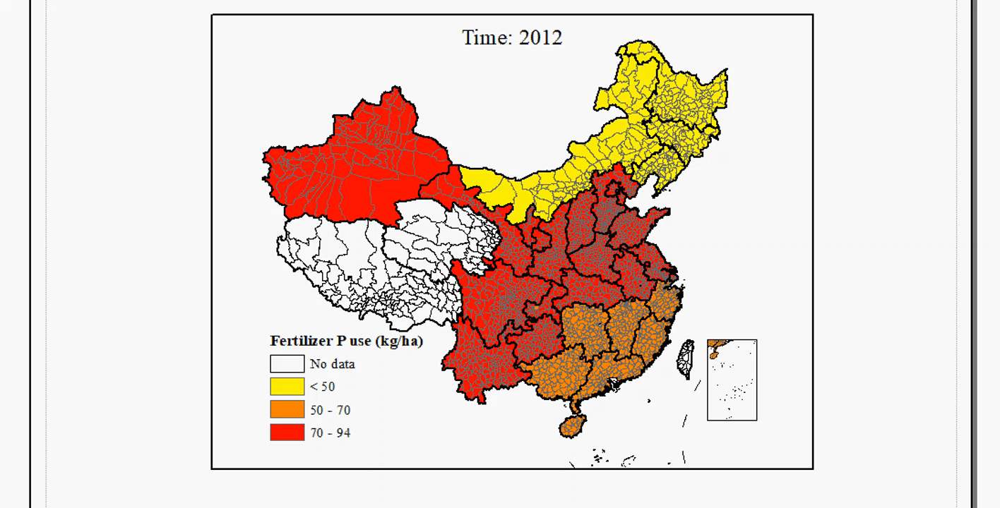 Time: 2012
Fertilizer P use (kg/ha)
No data
< 50
50 - 70
70 - 94